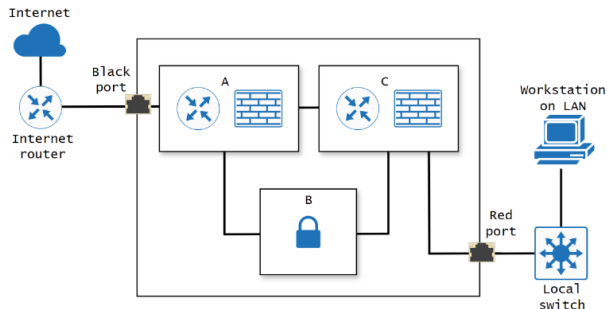 Internet
Black
port
Internet
router
A
C
B
Workstation
on LAN
Red
port
Local
switch